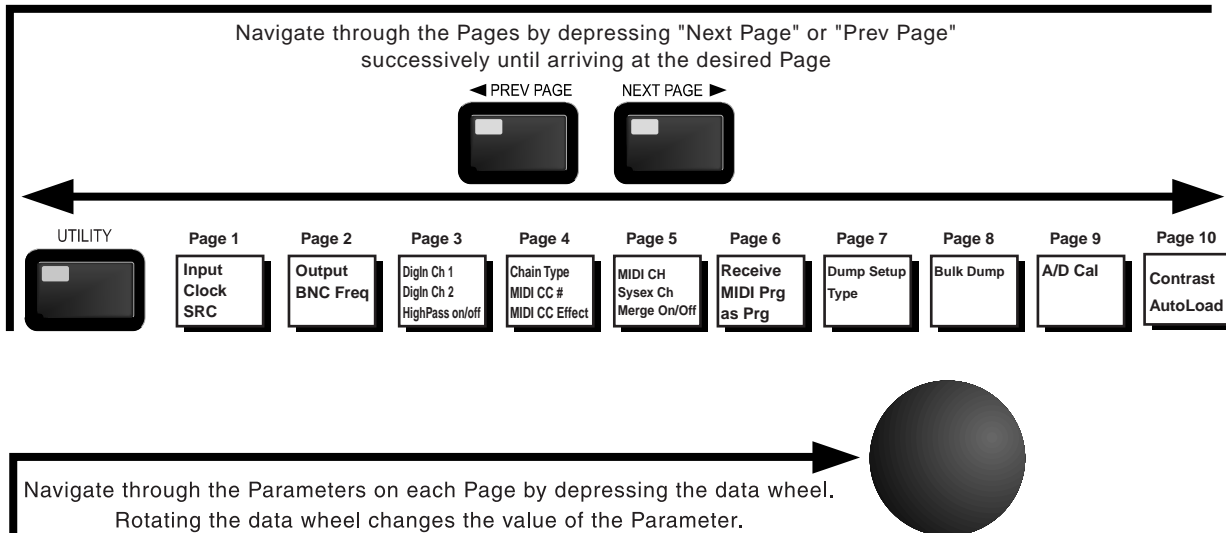 Navigate through the Pages by depressing "Next Page" or "Prev Page"
successively until arriving at the desired Page
◄ PREV PAGE
NEXT PAGE ►
UTILITY
Page 1
Input
Clock
SRC
Page 2
Output
BNC Freq
Page 3
DigIn Ch 1
DigIn Ch 2
HighPass on/off
Page 4
Chain Type
MIDI CC #
MIDI CC Effect
Page 5
MIDI CH
Sysex Ch
Merge On/Off
Page 6
Receive
MIDI Prg
as Prg
Page 7
Dump Setup
Type
Page 8
Bulk Dump
Page 9
A/D Cal
Page 10
Contrast
AutoLoad
Navigate through the Parameters on each Page by depressing the data wheel.
Rotating the data wheel changes the value of the Parameter.